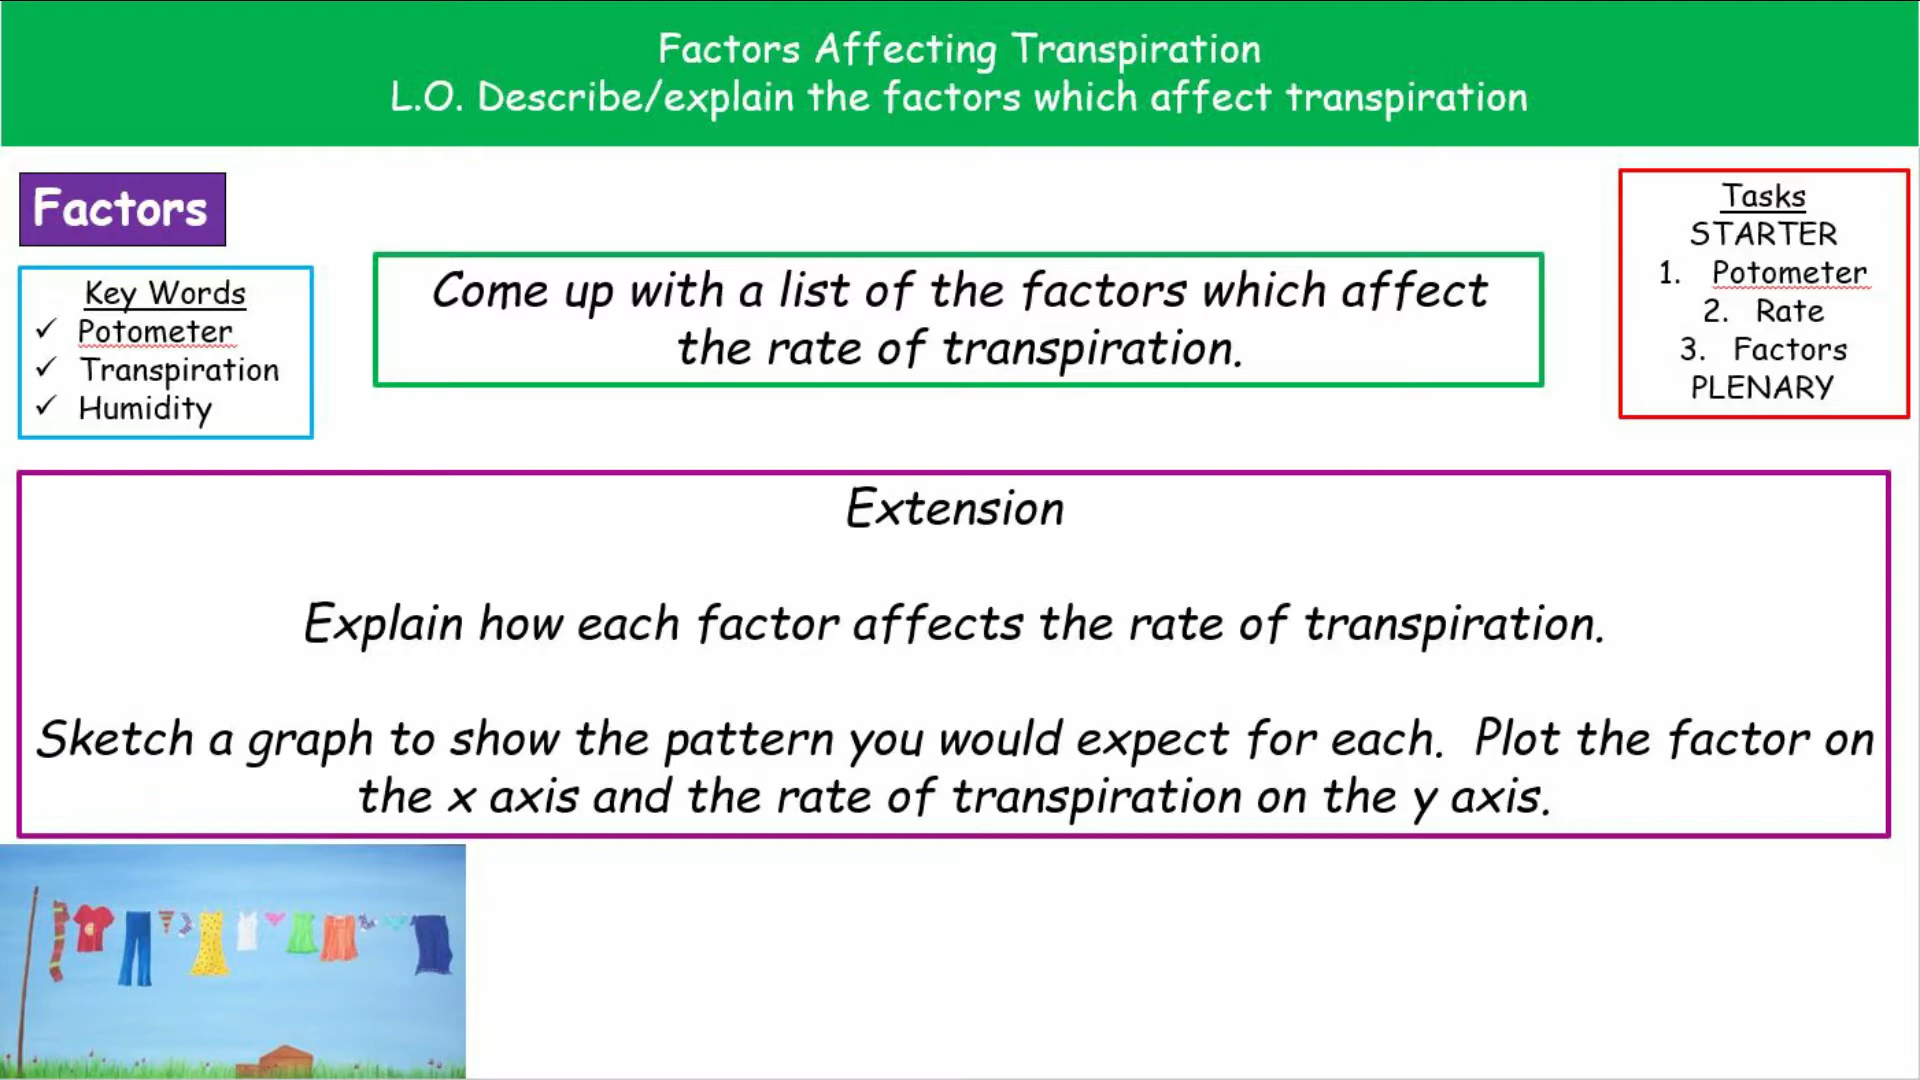 Factors Affecting Transpiration
L.O. Describe/explain the factors which affect transpiration
Factors
Key Words
✓ Potometer
✓ Transpiration
✓ Humidity
Come up with a list of the factors which affect
the rate of transpiration.
Tasks
STARTER
1. Potometer
2. Rate
3. Factors
PLENARY
Extension
Explain how each factor affects the rate of transpiration.
Sketch a graph to show the pattern you would expect for each. Plot the factor on
the x axis and the rate of transpiration on the y axis.